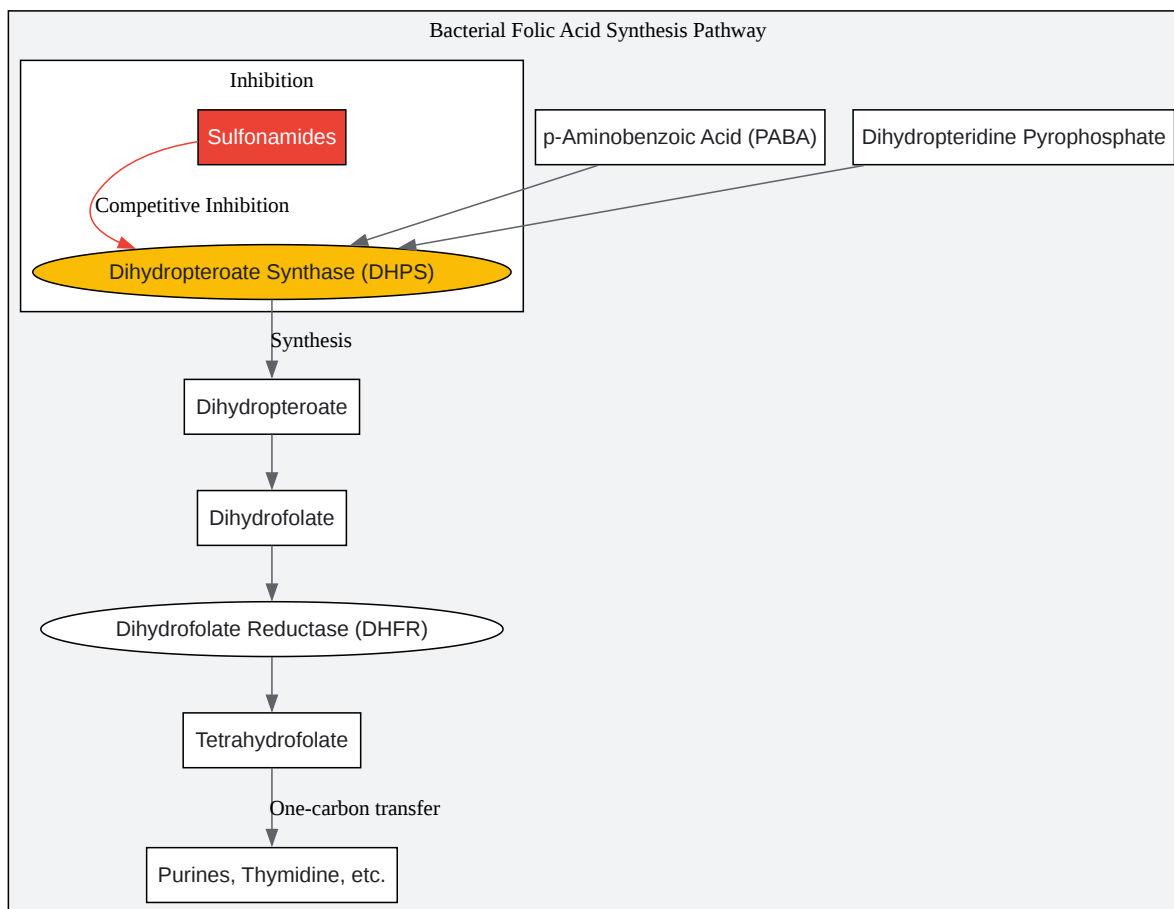 Bacterial Folic Acid Synthesis Pathway
Inhibition
Sulfonamides
p-Aminobenzoic Acid (PABA)
Dihydropteridine Pyrophosphate
Competitive Inhibition
Dihydropteroate Synthase (DHPS)
Synthesis
Dihydropteroate
Dihydrofolate
Dihydrofolate Reductase (DHFR)
Tetrahydrofolate
One-carbon transfer
Purines, Thymidine, etc.